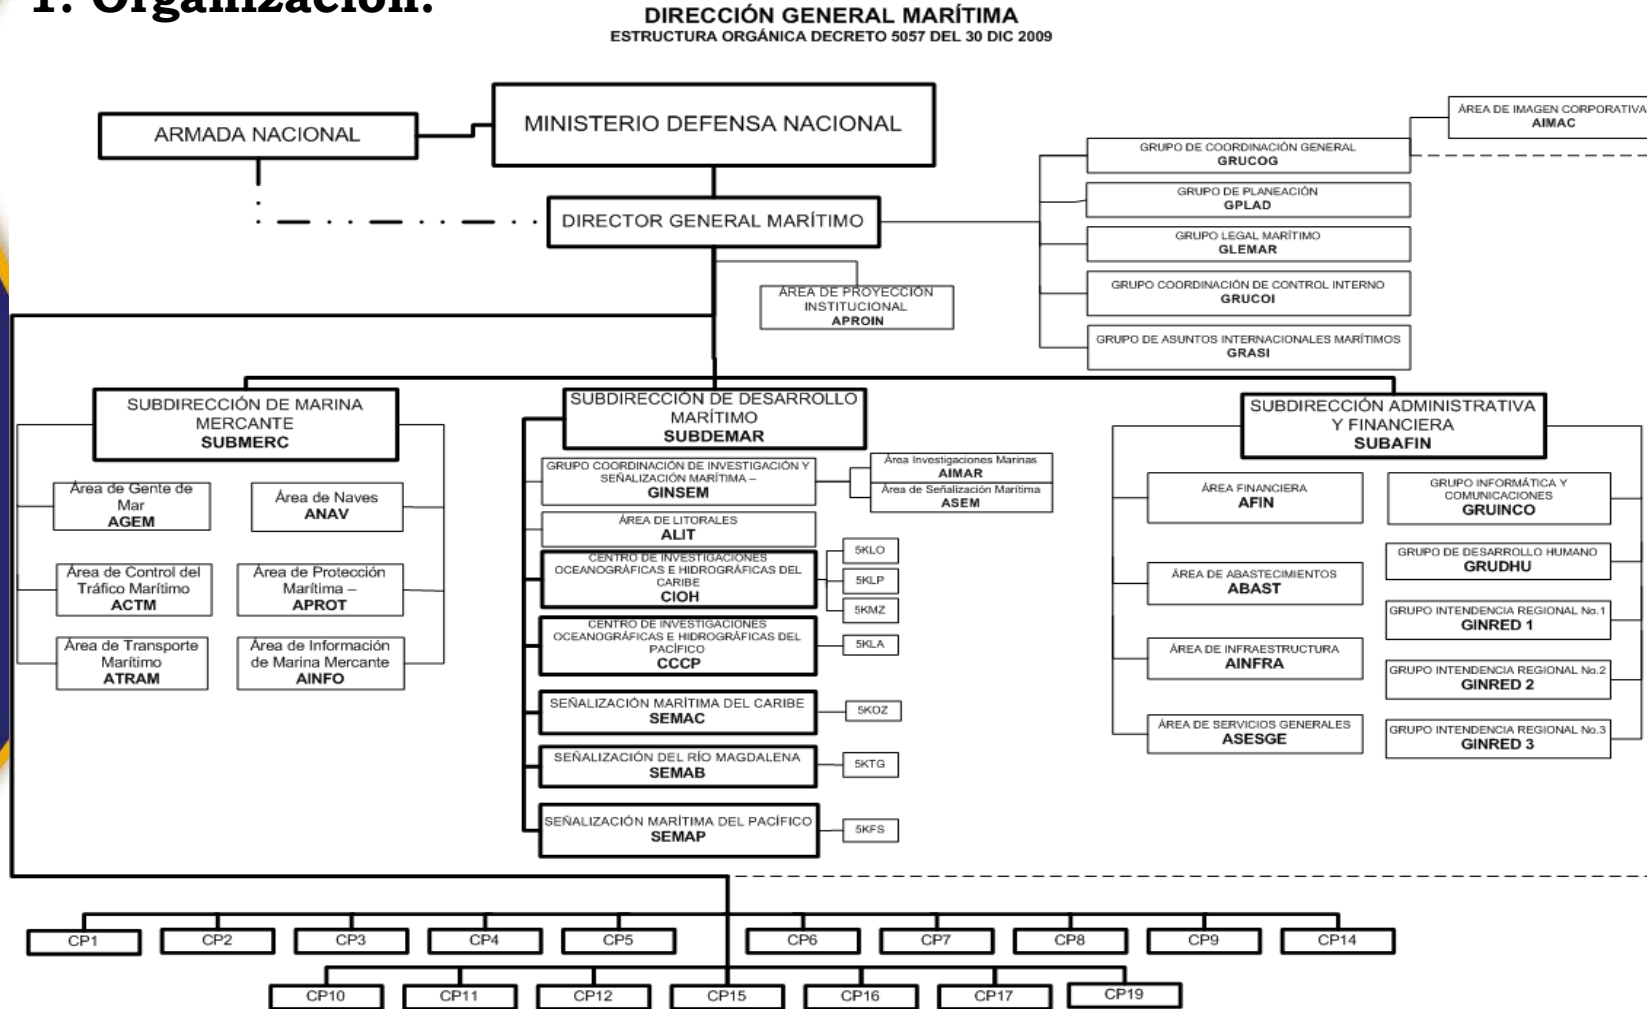 1. Organización.
DIRECCIÓN GENERAL MARÍTIMA
ESTRUCTURA ORGÁNICA DECRETO 5057 DEL 30 DIC 2009
ARMADA NACIONAL
MINISTERIO DEFENSA NACIONAL
DIRECTOR GENERAL MARÍTIMO
ÁREA DE IMAGEN CORPORATIVA
AIMAC
GRUPO DE COORDINACIÓN GENERAL
GRUCOG
GRUPO DE PLANEACIÓN
GPLAD
GRUPO LEGAL MARÍTIMO
GLEMAR
GRUPO COORDINACIÓN DE CONTROL INTERNO
GRUCOI
GRUPO DE ASUNTOS INTERNACIONALES MARÍTIMOS
GRASI
ÁREA DE PROYECCIÓN
INSTITUCIONAL
APROIN
SUBDIRECCIÓN DE MARINA
MERCANTE
SUBMERC
Área de Gente de
Mar
AGEM
Área de Naves
ANAV
Área de Control del
Tráfico Marítimo
ACTM
Área de Protección
Marítima –
APROT
Área de Transporte
Marítimo
ATRAM
Área de Información
de Marina Mercante
AINFO
SUBDIRECCIÓN DE DESARROLLO
MARÍTIMO
SUBDEMAR
GRUPO COORDINACIÓN DE INVESTIGACIÓN Y
SEÑALIZACIÓN MARÍTIMA –
GINSEM
Área Investigaciones Marinas
AIMAR
Área de Señalización Marítima
ASEM
ÁREA DE LITORALES
ALIT
CENTRO DE INVESTIGACIONES
OCEANOGRÁFICAS E HIDROGRÁFICAS DEL
CARIBE
CIOH
5KLO
5KLP
5KMZ
CENTRO DE INVESTIGACIONES
OCEANOGRÁFICAS E HIDROGRÁFICAS DEL
PACÍFICO
CCCP
5KLA
SEÑALIZACIÓN MARÍTIMA DEL CARIBE
SEMAC
5KOZ
SEÑALIZACIÓN DEL RÍO MAGDALENA
SEMAB
5KTG
SEÑALIZACIÓN MARÍTIMA DEL PACÍFICO
SEMAP
5KFS
SUBDIRECCIÓN ADMINISTRATIVA
Y FINANCIERA
SUBAFIN
ÁREA FINANCIERA
AFIN
GRUPO INFORMÁTICA Y
COMUNICACIONES
GRUINCO
ÁREA DE ABASTECIMIENTOS
ABAST
GRUPO DE DESARROLLO HUMANO
GRUDHU
GRUPO INTENDENCIA REGIONAL No.1
GINRED 1
ÁREA DE INFRAESTRUCTURA
AINFRA
GRUPO INTENDENCIA REGIONAL No.2
GINRED 2
ÁREA DE SERVICIOS GENERALES
ASESGE
GRUPO INTENDENCIA REGIONAL No.3
GINRED 3
CP1 CP2 CP3 CP4 CP5 CP6 CP7 CP8 CP9 CP14
CP10 CP11 CP12 CP15 CP16 CP17 CP19